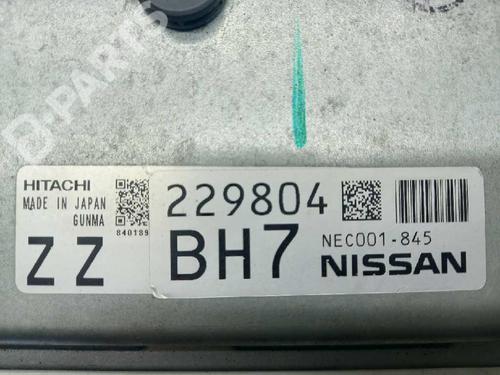 D-PARTS
HITACHI
MADE IN JAPAN
GUNMA
840189
Z Z
229804
BH7
NEC001-845
NISSAN